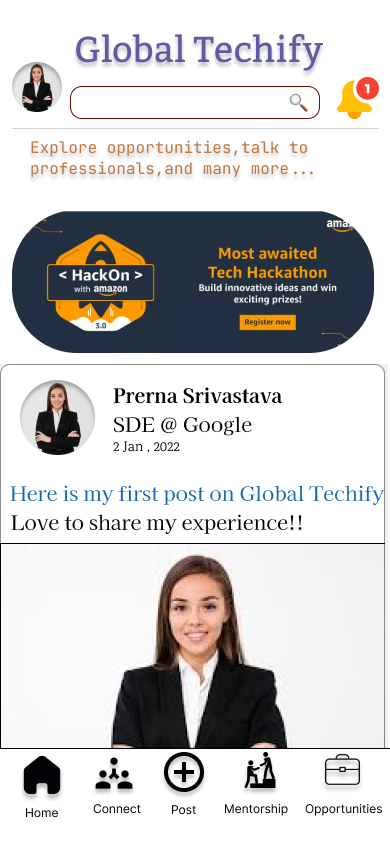 Global Techify
1
Explore opportunities,talk to
professionals,and many more...
< HackOn >
with amazon
3.0
Most awaited
Tech Hackathon
Build innovative ideas and win
exciting prizes!
Register now
Prerna Srivastava
SDE @ Google
2 Jan , 2022
Here is my first post on Global Techify
Love to share my experience!!
Home
Connect
Post
Mentorship
Opportunities